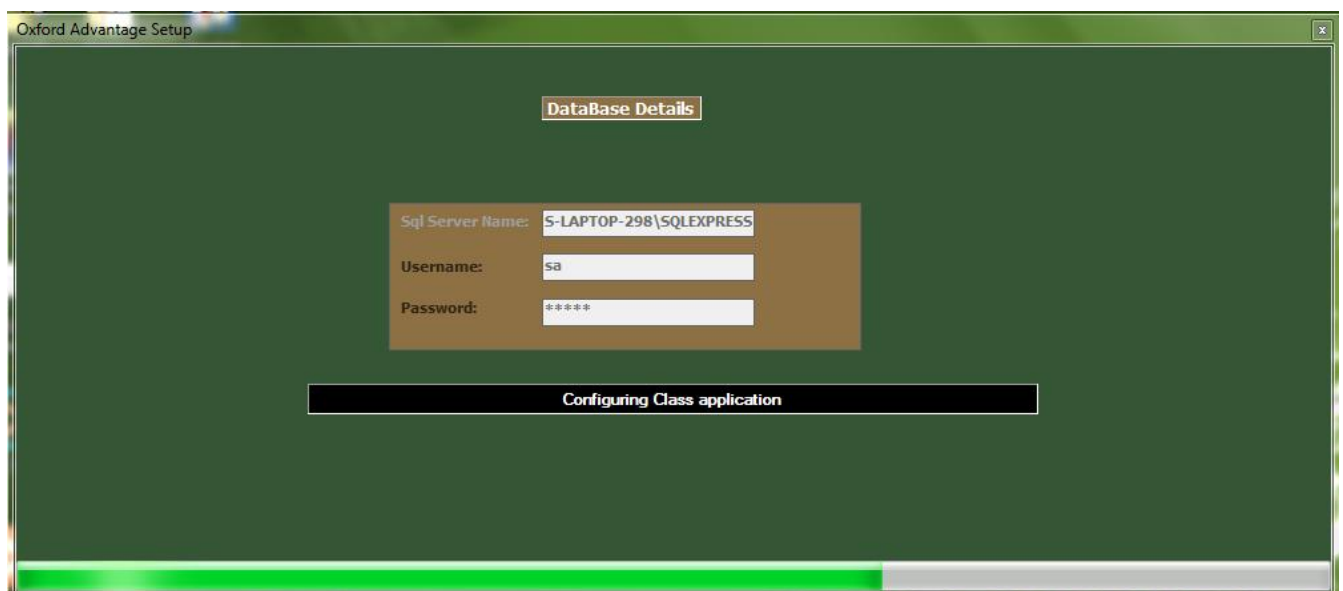 Oxford Advantage Setup
DataBase Details
Sql Server Name: S-LAPTOP-298\SQLEXPRESS
Username: sa
Password: *****
Configuring Class application